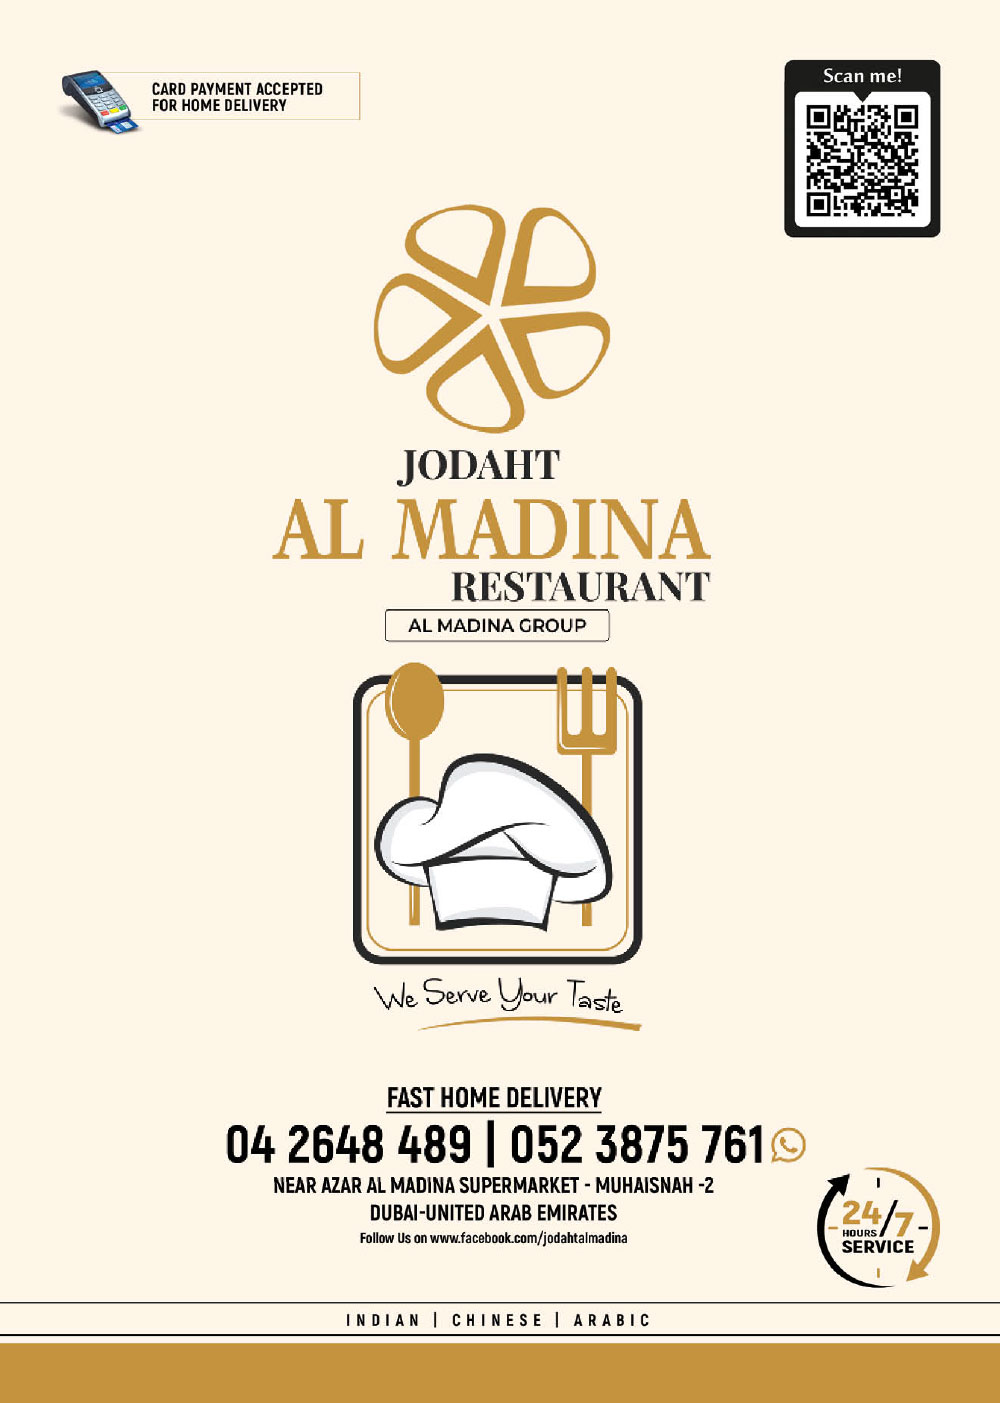 CARD PAYMENT ACCEPTED
FOR HOME DELIVERY
Scan me!
JODAHT
AL MADINA
RESTAURANT
AL MADINA GROUP
We Serve Your Taste
FAST HOME DELIVERY
04 2648 489 | 052 3875 761
NEAR AZAR AL MADINA SUPERMARKET - MUHAISNAH -2
DUBAI-UNITED ARAB EMIRATES
Follow Us on www.facebook.com/jodahtalmadina
24/7
HOURS
SERVICE
INDIAN | CHINESE | ARABIC